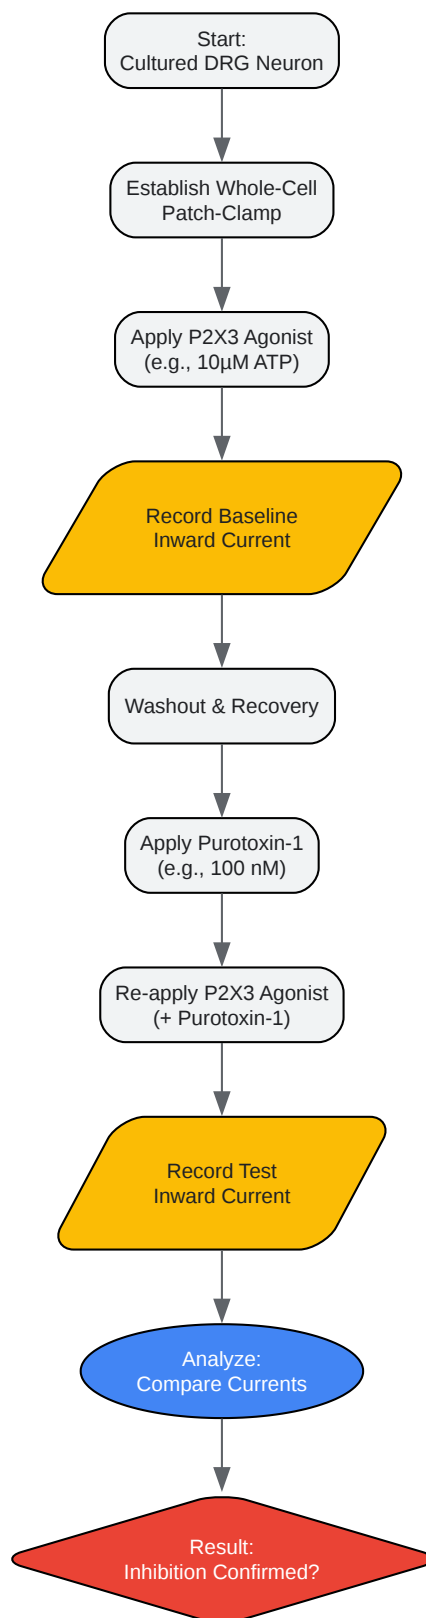 Start:
Cultured DRG Neuron
Establish Whole-Cell
Patch-Clamp
Apply P2X3 Agonist
(e.g., 10µM ATP)
Record Baseline
Inward Current
Washout & Recovery
Apply Purotoxin-1
(e.g., 100 nM)
Re-apply P2X3 Agonist
(+ Purotoxin-1)
Record Test
Inward Current
Analyze:
Compare Currents
Result:
Inhibition Confirmed?